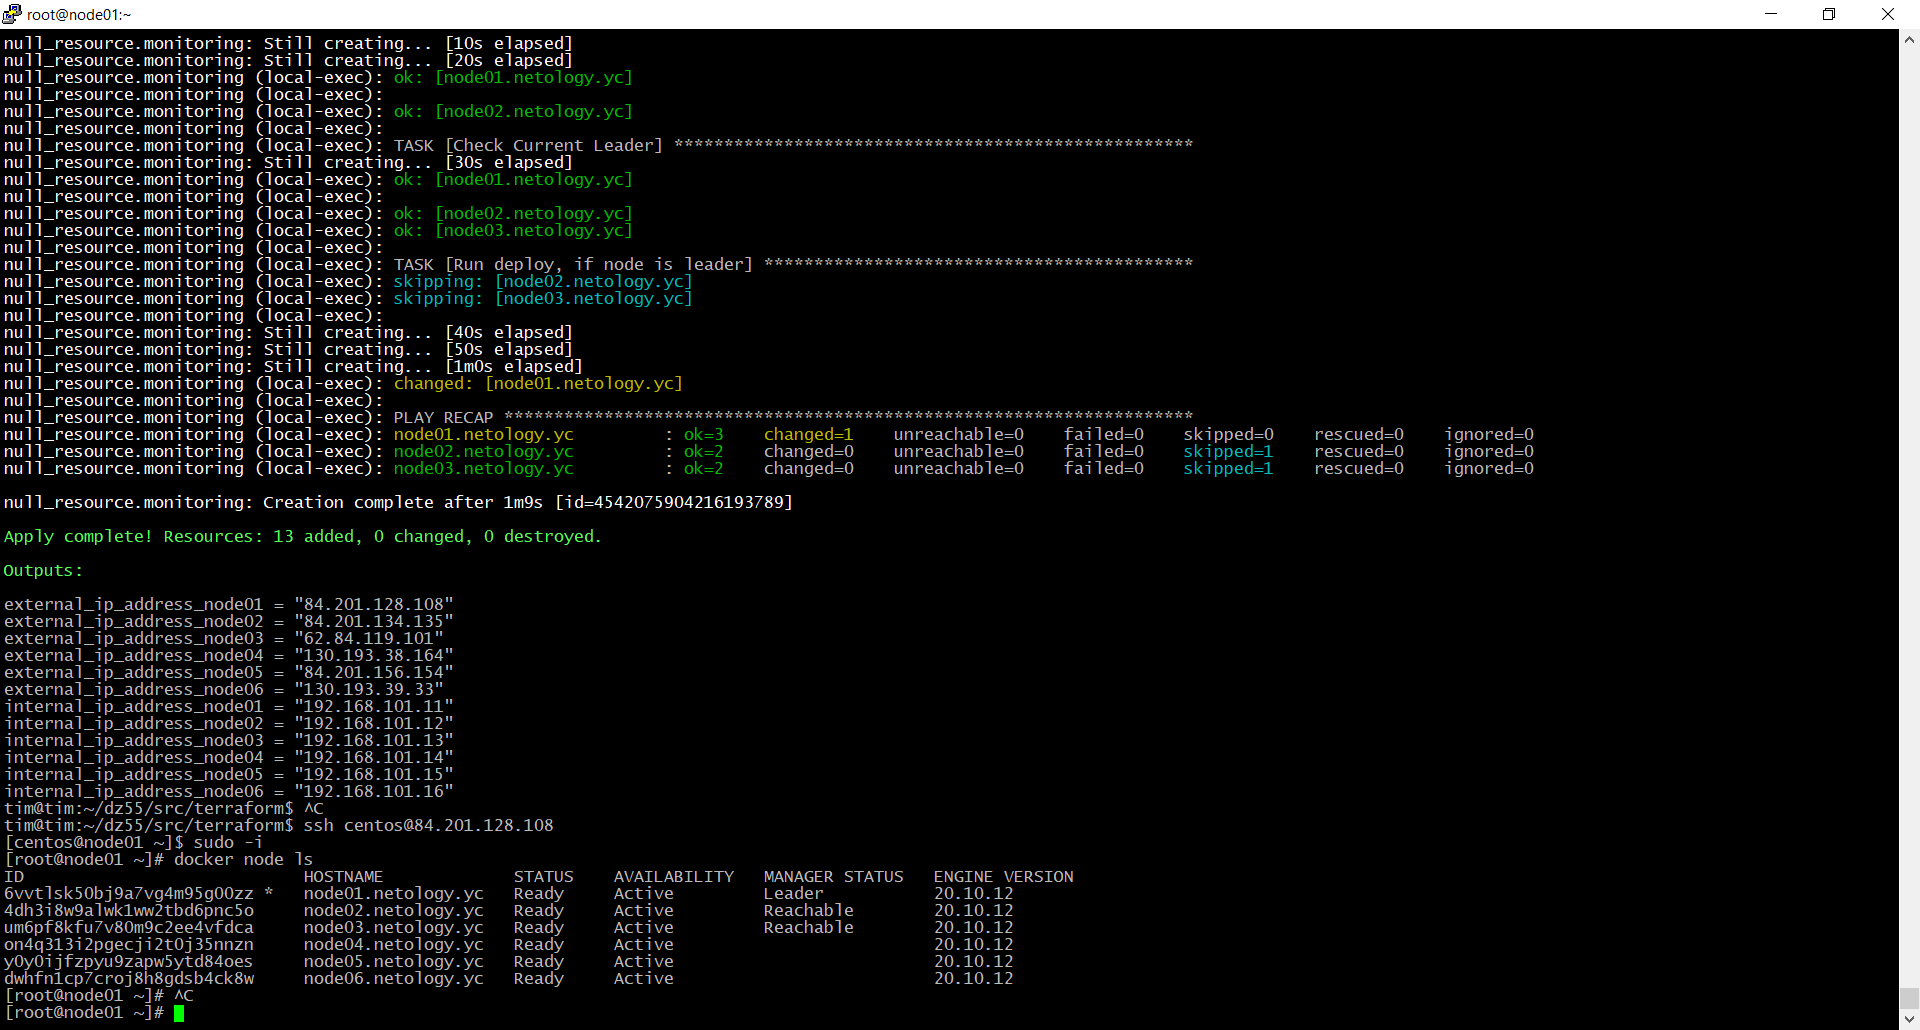 root@node01:~
null_resource.monitoring: Still creating... [10s elapsed]
null_resource.monitoring: Still creating... [20s elapsed]
null_resource.monitoring (local-exec): ok: [node01.netology.yc]
null_resource.monitoring (local-exec):
null_resource.monitoring (local-exec): ok: [node02.netology.yc]
null_resource.monitoring (local-exec):
null_resource.monitoring (local-exec): TASK [Check Current Leader] ****************************************************
null_resource.monitoring: Still creating... [30s elapsed]
null_resource.monitoring (local-exec): ok: [node01.netology.yc]
null_resource.monitoring (local-exec):
null_resource.monitoring (local-exec): ok: [node02.netology.yc]
null_resource.monitoring (local-exec): ok: [node03.netology.yc]
null_resource.monitoring (local-exec):
null_resource.monitoring (local-exec): TASK [Run deploy, if node is leader] *******************************************
null_resource.monitoring (local-exec): skipping: [node02.netology.yc]
null_resource.monitoring (local-exec): skipping: [node03.netology.yc]
null_resource.monitoring (local-exec):
null_resource.monitoring: Still creating... [40s elapsed]
null_resource.monitoring: Still creating... [50s elapsed]
null_resource.monitoring: Still creating... [1m0s elapsed]
null_resource.monitoring (local-exec): changed: [node01.netology.yc]
null_resource.monitoring (local-exec):
null_resource.monitoring (local-exec): PLAY RECAP *********************************************************************
null_resource.monitoring (local-exec): node01.netology.yc         : ok=3    changed=1    unreachable=0    failed=0    skipped=0    rescued=0    ignored=0
null_resource.monitoring (local-exec): node02.netology.yc         : ok=2    changed=0    unreachable=0    failed=0    skipped=1    rescued=0    ignored=0
null_resource.monitoring (local-exec): node03.netology.yc         : ok=2    changed=0    unreachable=0    failed=0    skipped=1    rescued=0    ignored=0
null_resource.monitoring: Creation complete after 1m9s [id=4542075904216193789]
Apply complete! Resources: 13 added, 0 changed, 0 destroyed.
Outputs:
external_ip_address_node01 = "84.201.128.108"
external_ip_address_node02 = "84.201.134.135"
external_ip_address_node03 = "62.84.119.101"
external_ip_address_node04 = "130.193.38.164"
external_ip_address_node05 = "84.201.156.154"
external_ip_address_node06 = "130.193.39.33"
internal_ip_address_node01 = "192.168.101.11"
internal_ip_address_node02 = "192.168.101.12"
internal_ip_address_node03 = "192.168.101.13"
internal_ip_address_node04 = "192.168.101.14"
internal_ip_address_node05 = "192.168.101.15"
internal_ip_address_node06 = "192.168.101.16"
tim@tim:~/dz55/src/terraform$ ^C
tim@tim:~/dz55/src/terraform$ ssh centos@84.201.128.108
[centos@node01 ~]$ sudo -i
[root@node01 ~]# docker node ls
ID                            HOSTNAME             STATUS    AVAILABILITY   MANAGER STATUS   ENGINE VERSION
6vvtlsk50bj9a7vg4m95g00zz *   node01.netology.yc   Ready     Active         Leader           20.10.12
4dh3i8w9alwk1ww2tbd6pnc5o     node02.netology.yc   Ready     Active         Reachable        20.10.12
um6pf8kfu7v80m9c2ee4vfdca     node03.netology.yc   Ready     Active         Reachable        20.10.12
on4q313i2pgecji2t0j35nnzn     node04.netology.yc   Ready     Active                          20.10.12
y0y0ijfzpyu9zapw5ytd84oes     node05.netology.yc   Ready     Active                          20.10.12
dwhfn1cp7croj8h8gdsb4ck8w     node06.netology.yc   Ready     Active                          20.10.12
[root@node01 ~]# ^C
[root@node01 ~]#